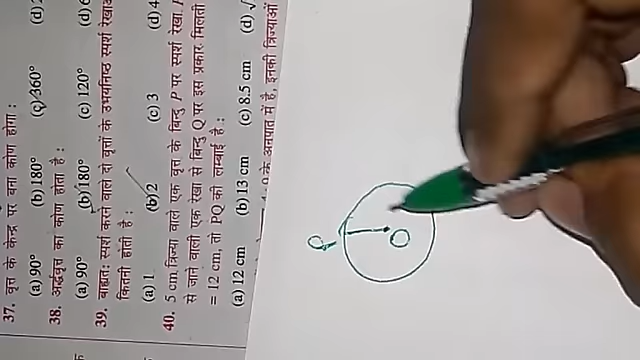 37. वृत्त के केन्द्र पर बना कोण होगा :
(a) 90° (b) 180° (c) 360° (d)
38. अर्द्धवृत्त का कोण होता है :
(a) 90° (b) 180° (c) 120° (d)
39. बाह्यतः स्पर्श करने वाले दो वृत्तों के उभयनिष्ठ स्पर्श
कितनी होती है :
(a) 1 (b) 2 (c) 3 (d) 4
40. 5 cm त्रिज्या वाले एक वृत्त के बिन्दु P पर स्पर्श रेखा
से जाने वाली एक रेखा से बिन्दु Q पर इस प्रकार मिलती
= 12 cm, तो PQ की लम्बाई है :
(a) 12 cm (b) 13 cm (c) 8.5 cm (d) √
के अनुपात में है, इनकी त्रिज्याओं
P
O